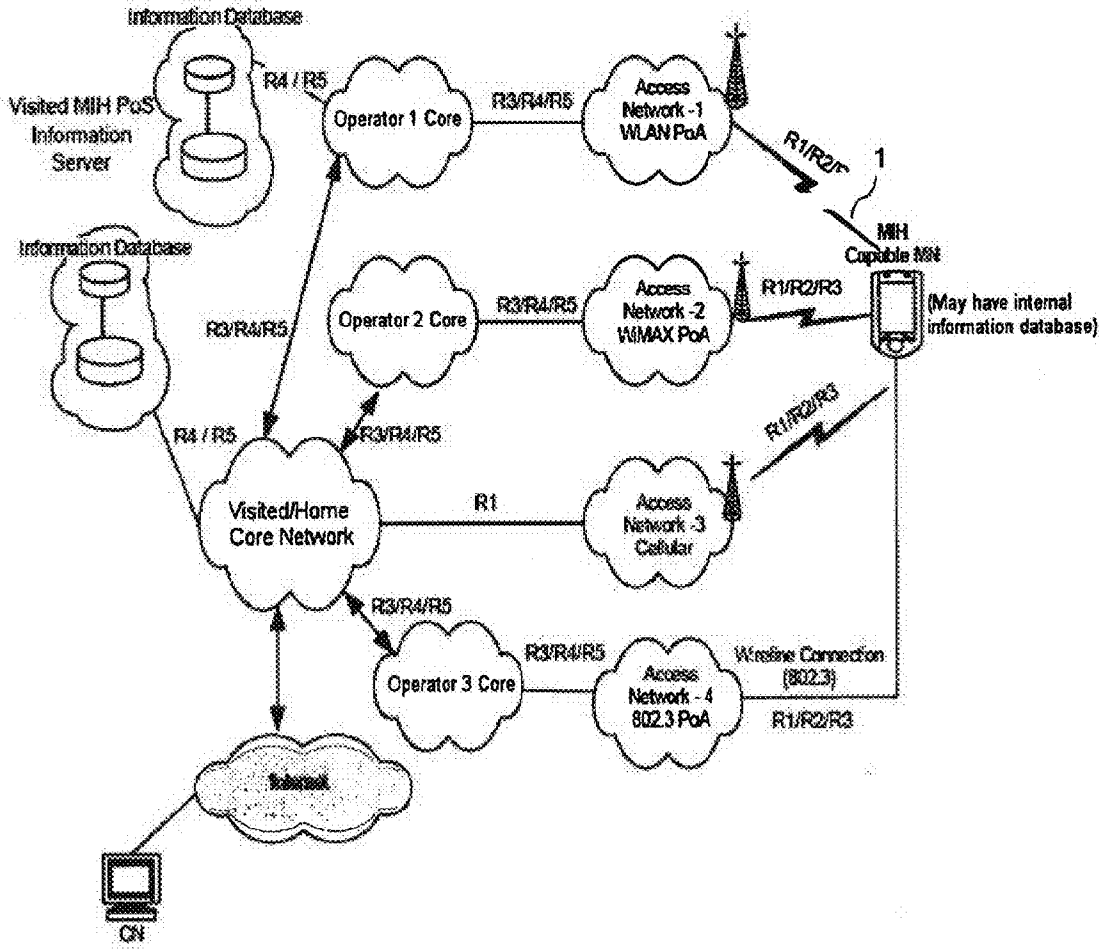 Information Database
R4 / R5
Visited MIH PoS
Information
Server
Operator 1 Core
R3/R4/R5
Access
Network -1
WLAN PoA
R1/R2/
1
MIH
Capable MN
(May have internal
information database)
Information Database
R3/R4/R5
Operator 2 Core
R3/R4/R5
Access
Network -2
WiMAX PoA
R1/R2/R3
R4 / R5
R3/R4/R5
R1/R2/R3
Visited/Home
Core Network
R1
Access
Network -3
Cellular
R3/R4/R5
Operator 3 Core
R3/R4/R5
Access
Network - 4
802.3 PoA
Wireline Connection
(802.3)
R1/R2/R3
Internet
CN